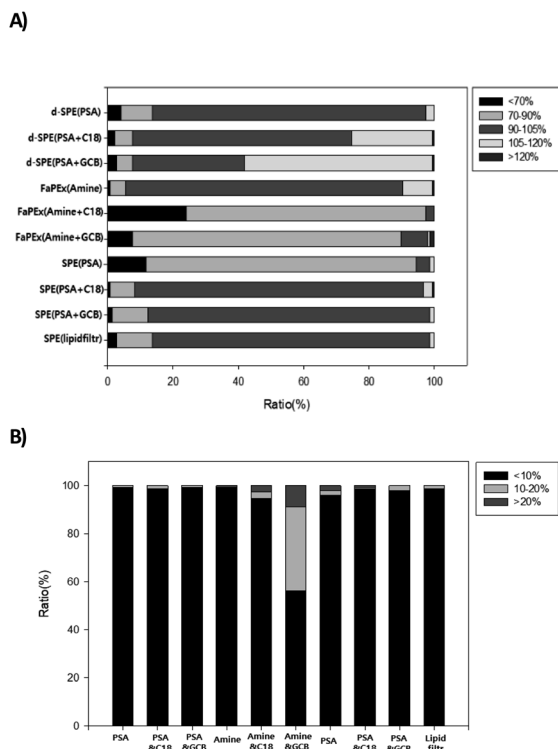 A)
<70%
70-90%
90-105%
105-120%
>120%
d-SPE(PSA)
d-SPE(PSA+C18)
d-SPE(PSA+GCB)
FaPEx(Amine)
FaPEx(Amine+C18)
FaPEx(Amine+GCB)
SPE(PSA)
SPE(PSA+C18)
SPE(PSA+GCB)
SPE(lipidfiltr)
0 20 40 60 80 100
Ratio(%)
B)
<10%
10-20%
>20%
100
80
60
40
20
0
Ratio(%)
PSA PSA PSA Amine Amine Amine PSA PSA PSA Lipid
&C18 &GCB &C18 &GCB &C18 &GCB filtr